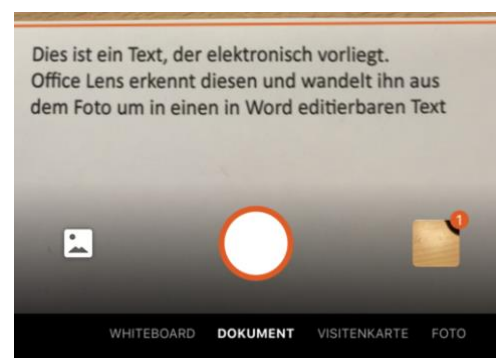 Dies ist ein Text, der elektronisch vorliegt.
Office Lens erkennt diesen und wandelt ihn aus
dem Foto um in einen in Word editierbaren Text
1
WHITEBOARD DOKUMENT VISITENKARTE FOTO